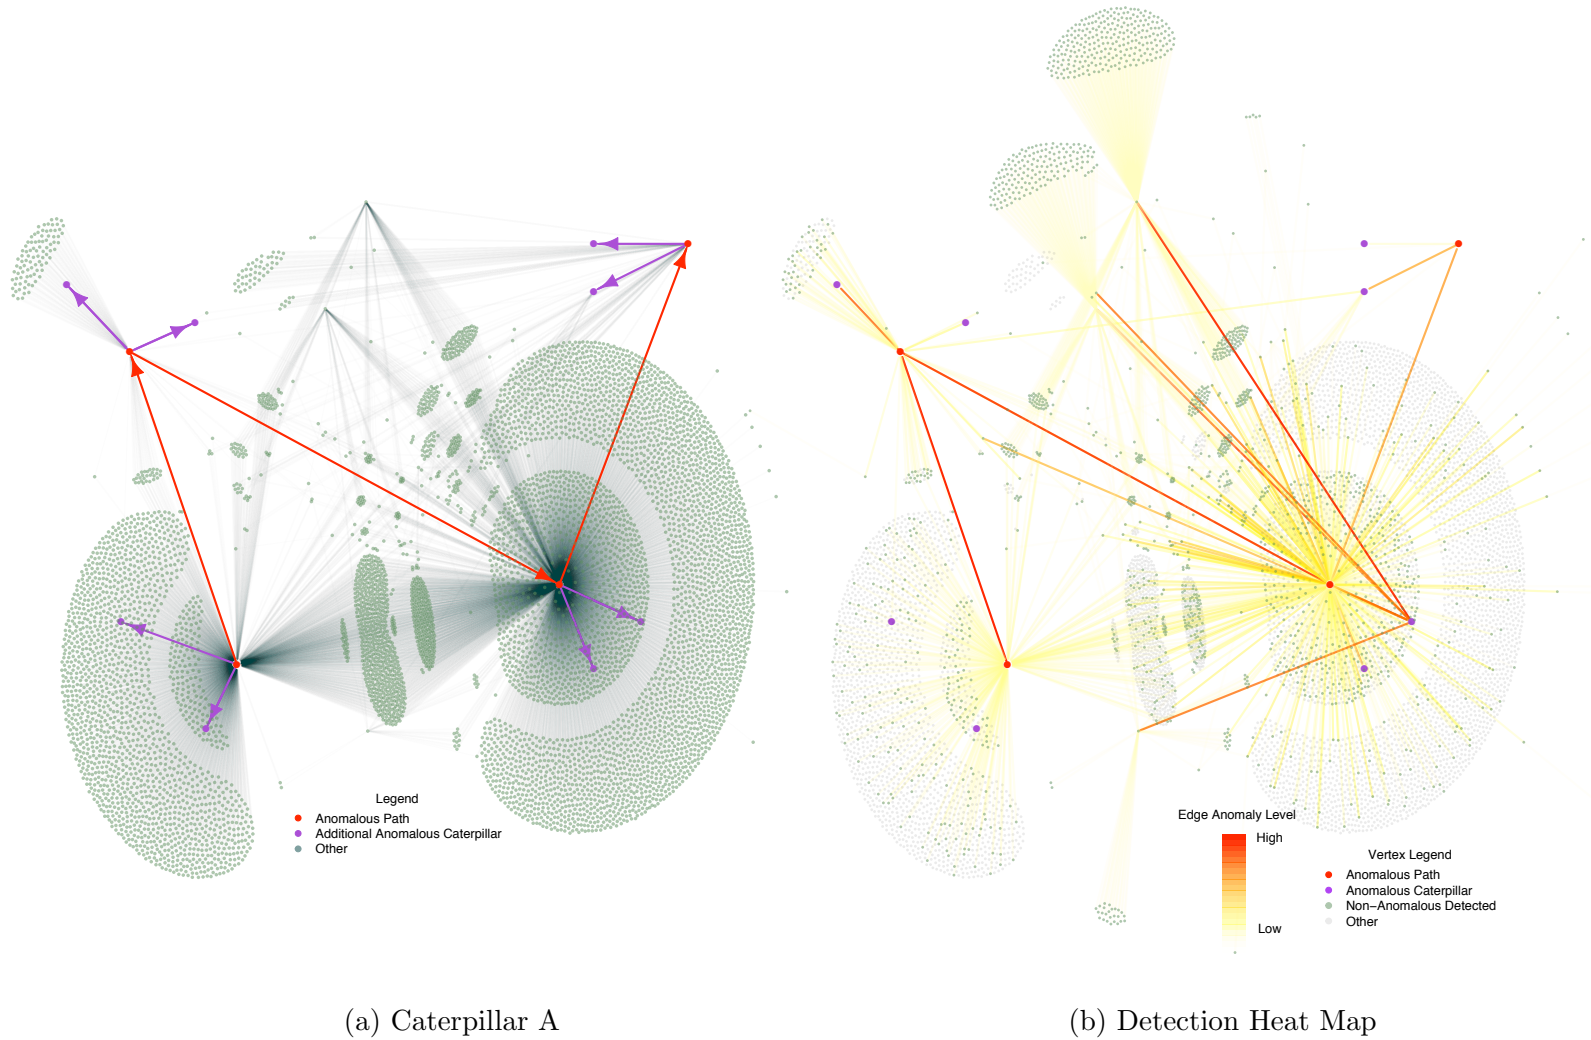 Legend
Anomalous Path
Additional Anomalous Caterpillar
Other
Edge Anomaly Level
High
Low
Vertex Legend
Anomalous Path
Anomalous Caterpillar
Non−Anomalous Detected
Other
(a) Caterpillar A
(b) Detection Heat Map